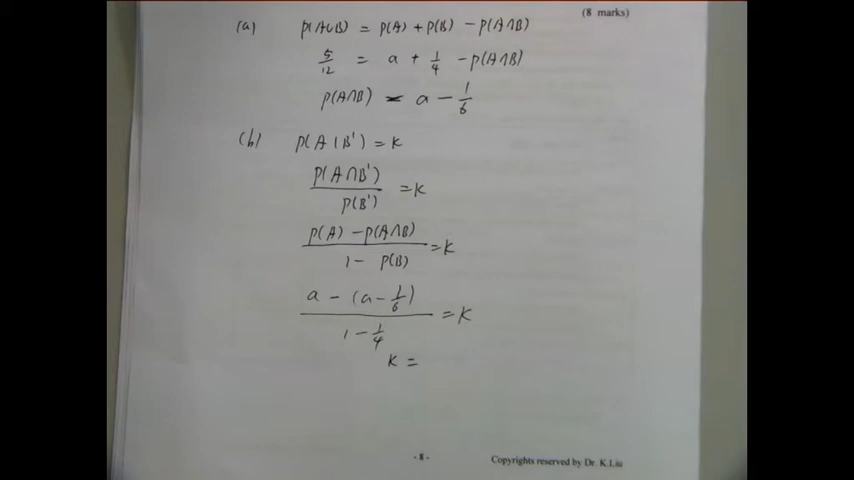 (8 marks)
(a) P(A∪B) = P(A) + P(B) - P(A∩B)
5/12 = a + 1/4 - P(A∩B)
P(A∩B) = a - 1/6
(b) P(A|B') = k
P(A∩B')/P(B') = k
P(A) - P(A∩B)/1 - P(B) = k
a - (a - 1/6)/1 - 1/4 = k
k =
- 8 -
Copyrights reserved by Dr. K.Liu